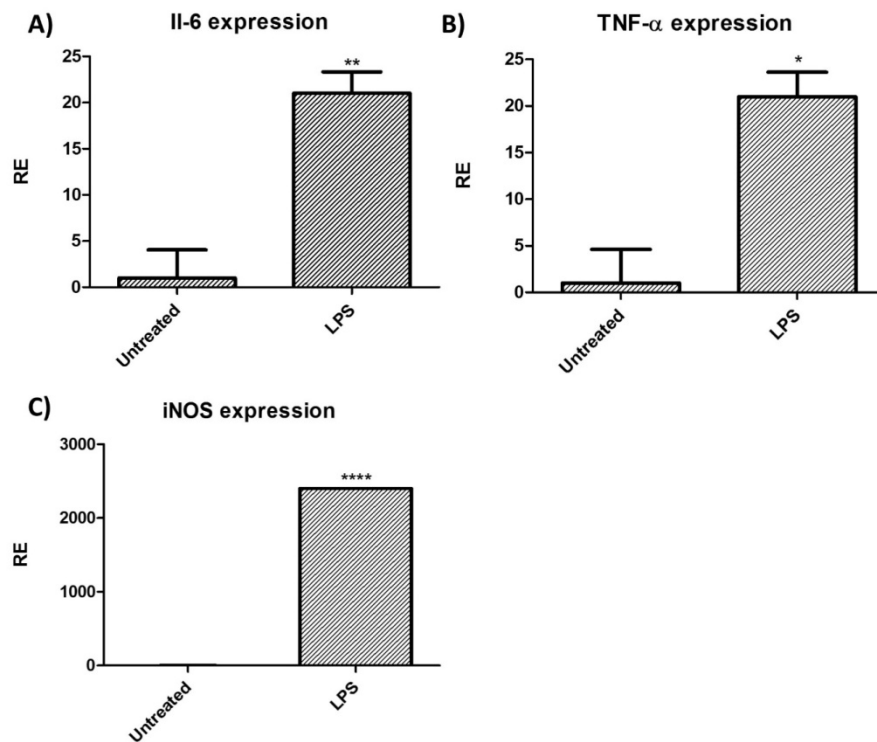 A)
Il-6 expression
25
20
15
10
5
0
RE
**
Untreated
LPS
B)
TNF-α expression
25
20
15
10
5
0
RE
*
Untreated
LPS
C)
iNOS expression
3000
2000
1000
0
RE
****
Untreated
LPS